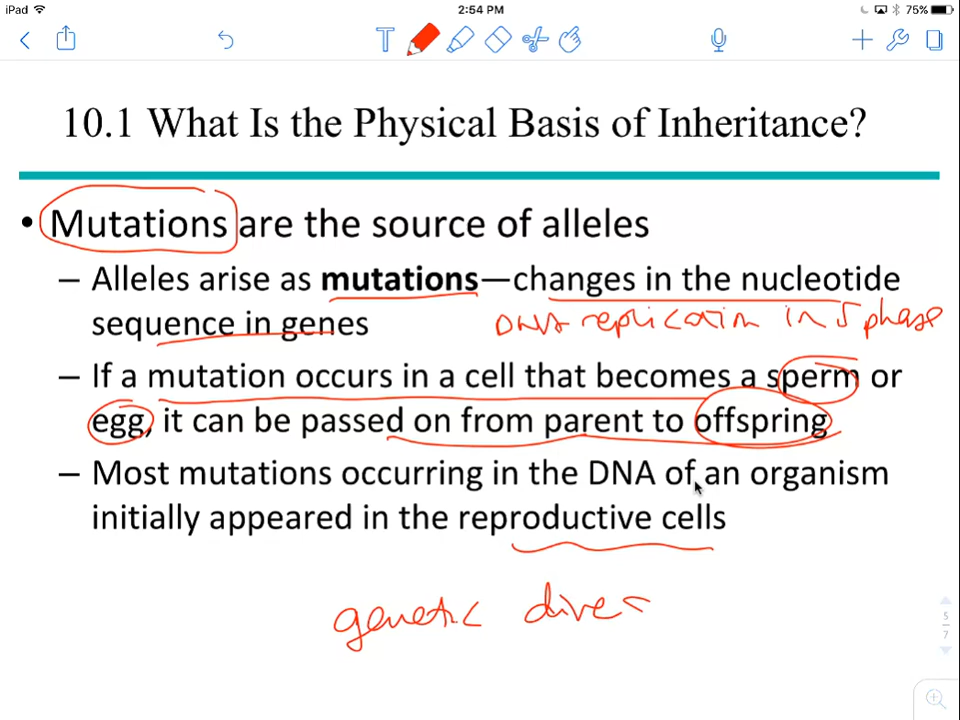 iPad 2:54 PM 75%
T
10.1 What Is the Physical Basis of Inheritance?
• Mutations are the source of alleles
– Alleles arise as mutations—changes in the nucleotide
sequence in genes
DNA replication in S phase
– If a mutation occurs in a cell that becomes a sperm or
egg, it can be passed on from parent to offspring
– Most mutations occurring in the DNA of an organism
initially appeared in the reproductive cells
genetic divers
5
7